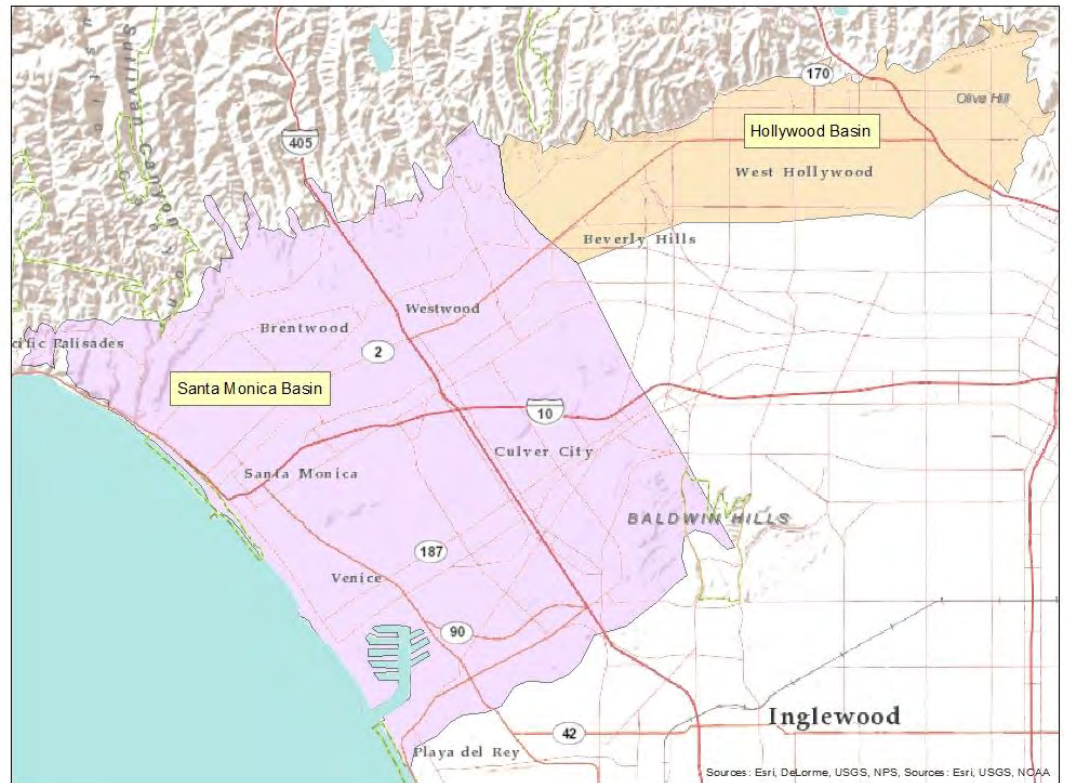 Sullivan Canyon
405
170
Olive Hill
Hollywood Basin
West Hollywood
Beverly Hills
Westwood
Brentwood
cific Palisades
2
Santa Monica Basin
10
Culver City
Santa Monica
BALDWIN HILLS
187
Venice
90
Inglewood
42
Playa del Rey
Sources: Esri, DeLorme, USGS, NPS, Sources: Esri, USGS, NOAA